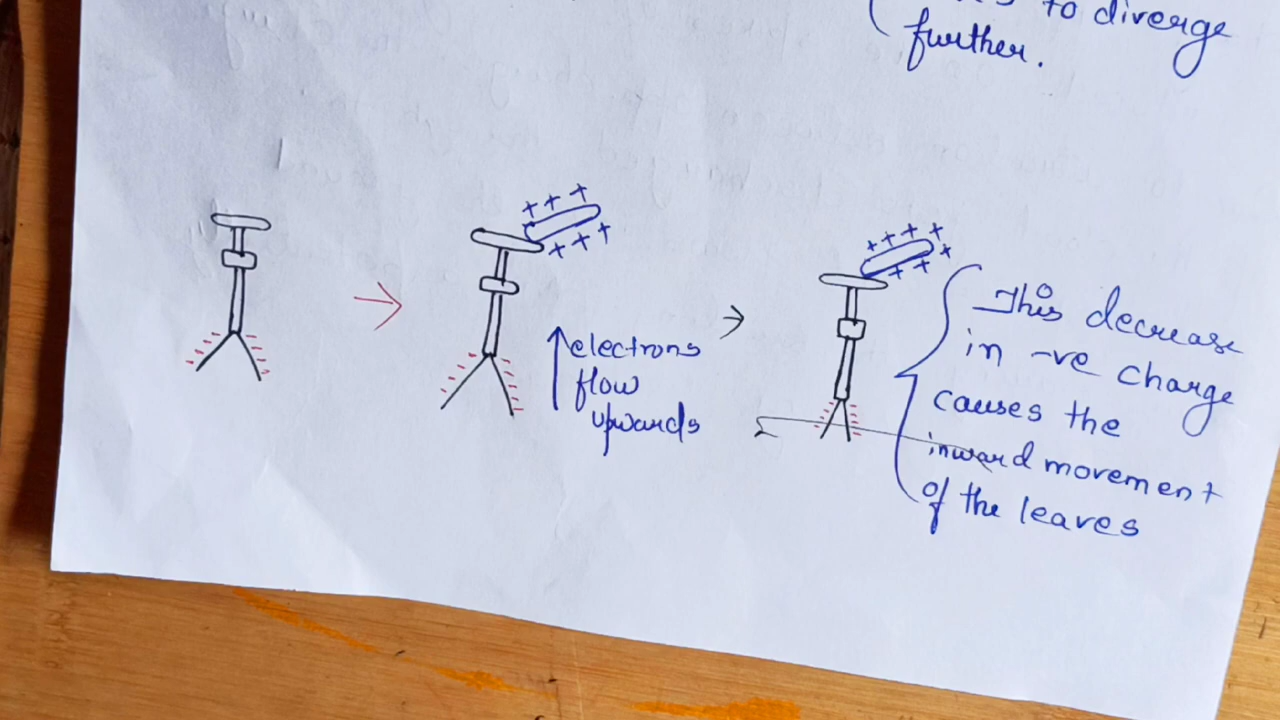 to diverge
further.
electrons
flow
upwards
This decrease
in -ve charge
causes the
inward movement
of the leaves